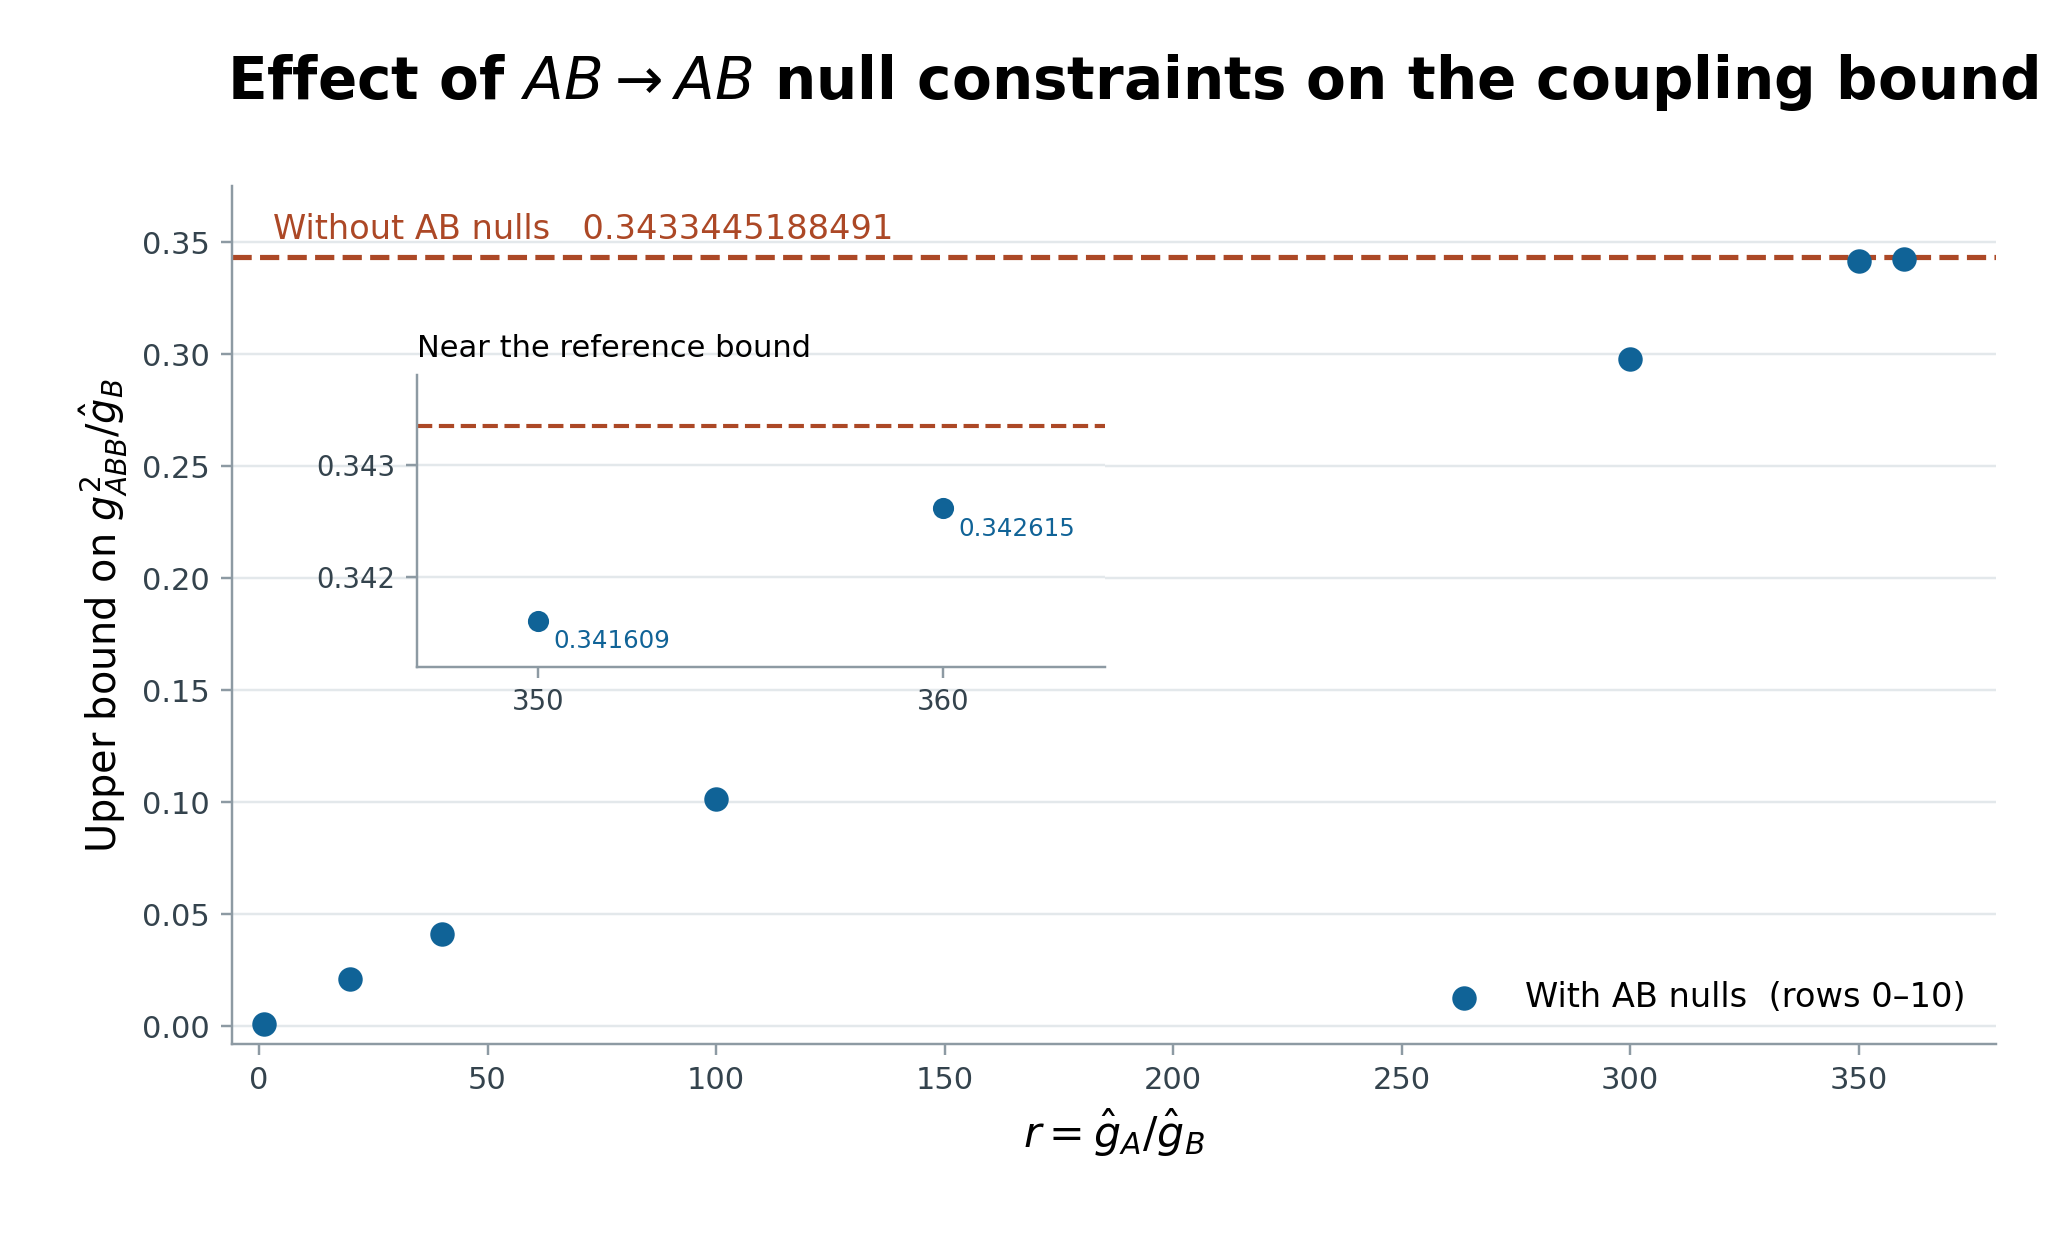 Effect of AB → AB null constraints on the coupling bound
Without AB nulls 0.3433445188491
0.35
0.30
0.25
0.20
0.15
0.10
0.05
0.00
Upper bound on g²_ABB/ĝ_B
Near the reference bound
0.343
0.342
0.342615
0.341609
350
360
With AB nulls (rows 0–10)
0 50 100 150 200 250 300 350
r = ĝ_A/ĝ_B